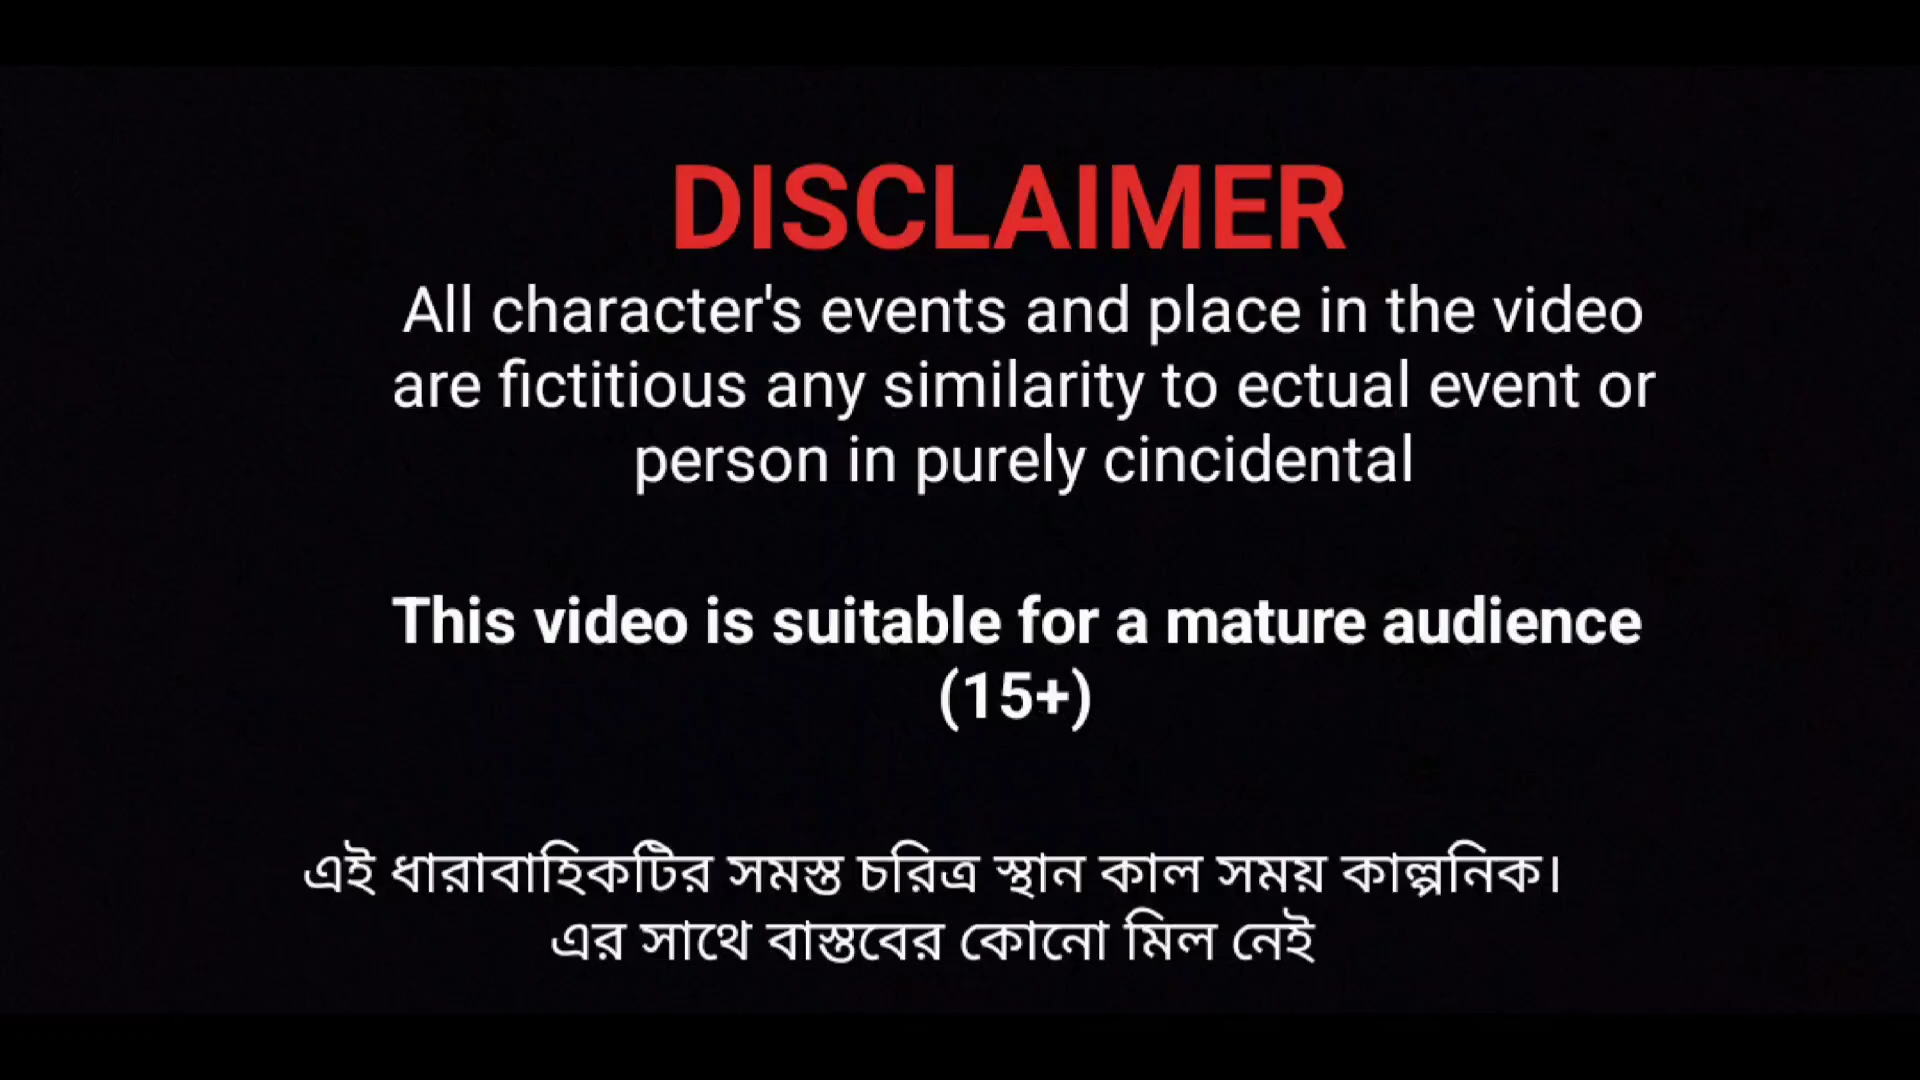 DISCLAIMER
All character's events and place in the video
are fictitious any similarity to ectual event or
person in purely cincidental
This video is suitable for a mature audience
(15+)
এই ধারাবাহিকটির সমস্ত চরিত্র স্থান কাল সময় কাল্পনিক।
এর সাথে বাস্তবের কোনো মিল নেই